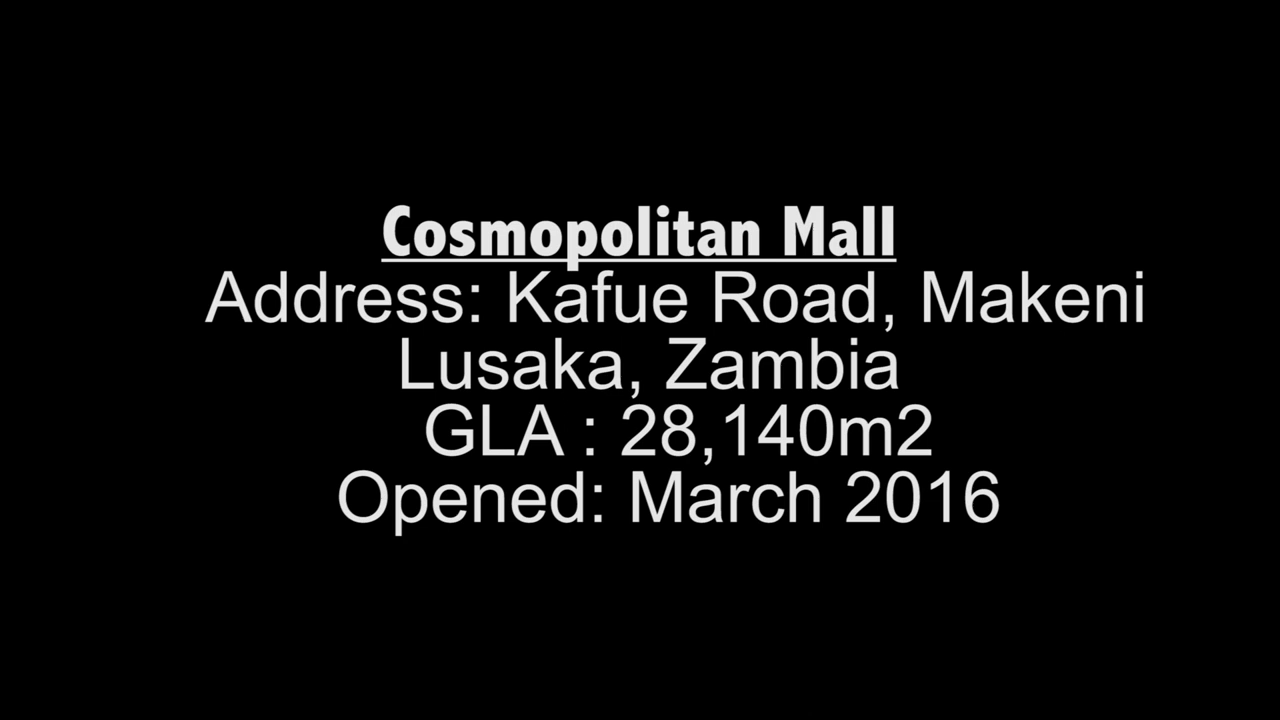 Cosmopolitan Mall
Address: Kafue Road, Makeni
Lusaka, Zambia
GLA : 28,140m2
Opened: March 2016